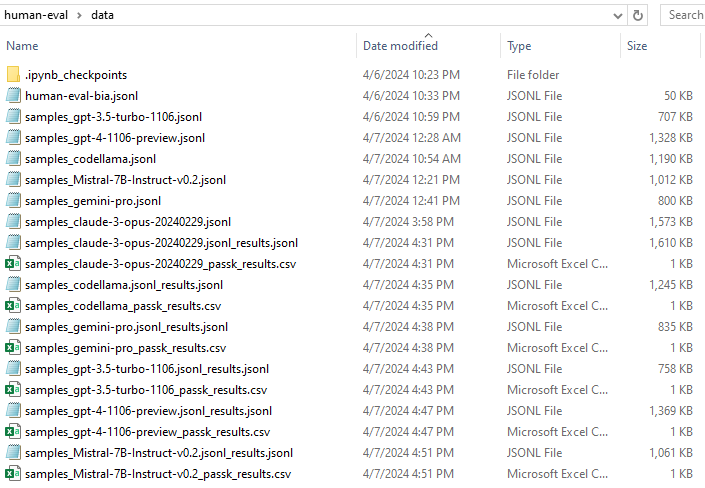 human-eval > data
Search
Name Date modified Type Size
.ipynb_checkpoints 4/6/2024 10:23 PM File folder
human-eval-bia.jsonl 4/6/2024 10:33 PM JSONL File 50 KB
samples_gpt-3.5-turbo-1106.jsonl 4/6/2024 10:59 PM JSONL File 707 KB
samples_gpt-4-1106-preview.jsonl 4/7/2024 12:28 AM JSONL File 1,328 KB
samples_codellama.jsonl 4/7/2024 10:54 AM JSONL File 1,190 KB
samples_Mistral-7B-Instruct-v0.2.jsonl 4/7/2024 12:21 PM JSONL File 1,012 KB
samples_gemini-pro.jsonl 4/7/2024 12:41 PM JSONL File 800 KB
samples_claude-3-opus-20240229.jsonl 4/7/2024 3:58 PM JSONL File 1,573 KB
samples_claude-3-opus-20240229.jsonl_results.jsonl 4/7/2024 4:31 PM JSONL File 1,610 KB
samples_claude-3-opus-20240229_passk_results.csv 4/7/2024 4:31 PM Microsoft Excel C... 1 KB
samples_codellama.jsonl_results.jsonl 4/7/2024 4:35 PM JSONL File 1,245 KB
samples_codellama_passk_results.csv 4/7/2024 4:35 PM Microsoft Excel C... 1 KB
samples_gemini-pro.jsonl_results.jsonl 4/7/2024 4:38 PM JSONL File 835 KB
samples_gemini-pro_passk_results.csv 4/7/2024 4:38 PM Microsoft Excel C... 1 KB
samples_gpt-3.5-turbo-1106.jsonl_results.jsonl 4/7/2024 4:43 PM JSONL File 758 KB
samples_gpt-3.5-turbo-1106_passk_results.csv 4/7/2024 4:43 PM Microsoft Excel C... 1 KB
samples_gpt-4-1106-preview.jsonl_results.jsonl 4/7/2024 4:47 PM JSONL File 1,369 KB
samples_gpt-4-1106-preview_passk_results.csv 4/7/2024 4:47 PM Microsoft Excel C... 1 KB
samples_Mistral-7B-Instruct-v0.2.jsonl_results.jsonl 4/7/2024 4:51 PM JSONL File 1,061 KB
samples_Mistral-7B-Instruct-v0.2_passk_results.csv 4/7/2024 4:51 PM Microsoft Excel C... 1 KB